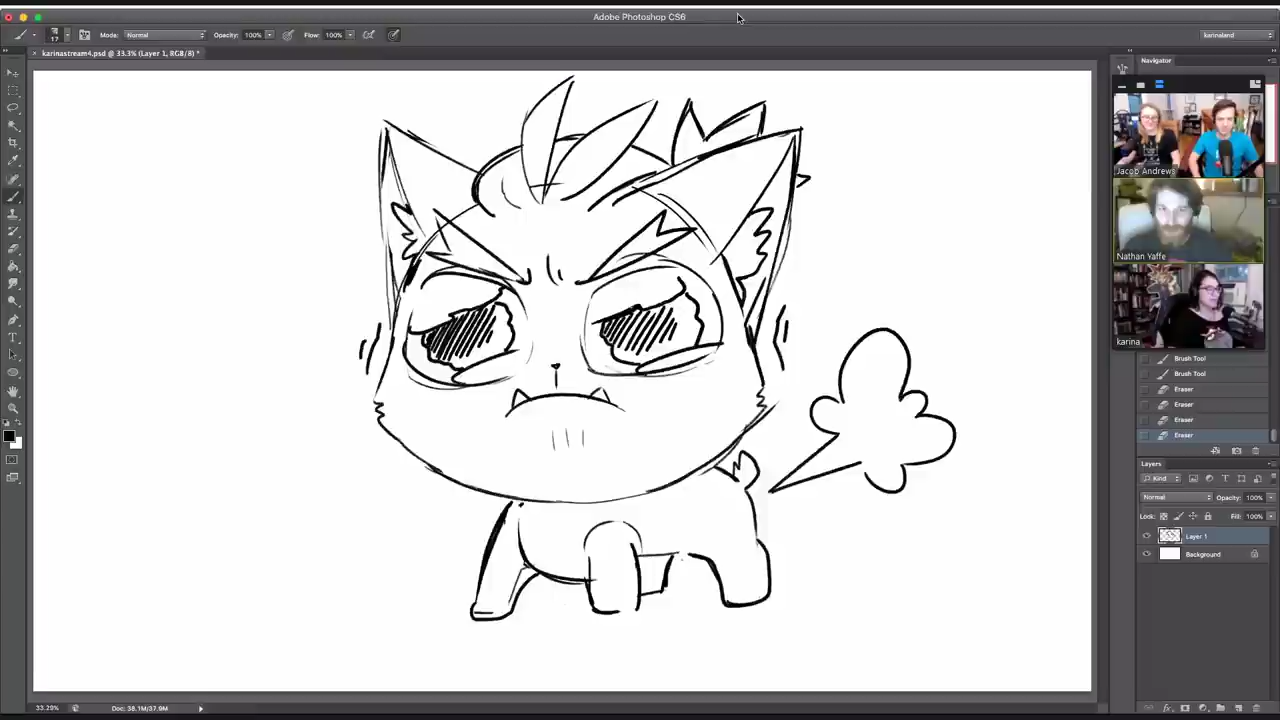 Adobe Photoshop CS6
17
Mode: Normal
Opacity: 100%
Flow: 100%
karinaland
× karinastream4.psd @ 33.3% (Layer 1, RGB/8) *
Navigator
Jacob Andrews
Nathan Yaffe
karina
Brush Tool
Brush Tool
Eraser
Eraser
Eraser
Eraser
Layers
Kind
Normal
Opacity: 100%
Lock:
Fill: 100%
Layer 1
Background
33.29%
Doc: 38.1M/37.9M